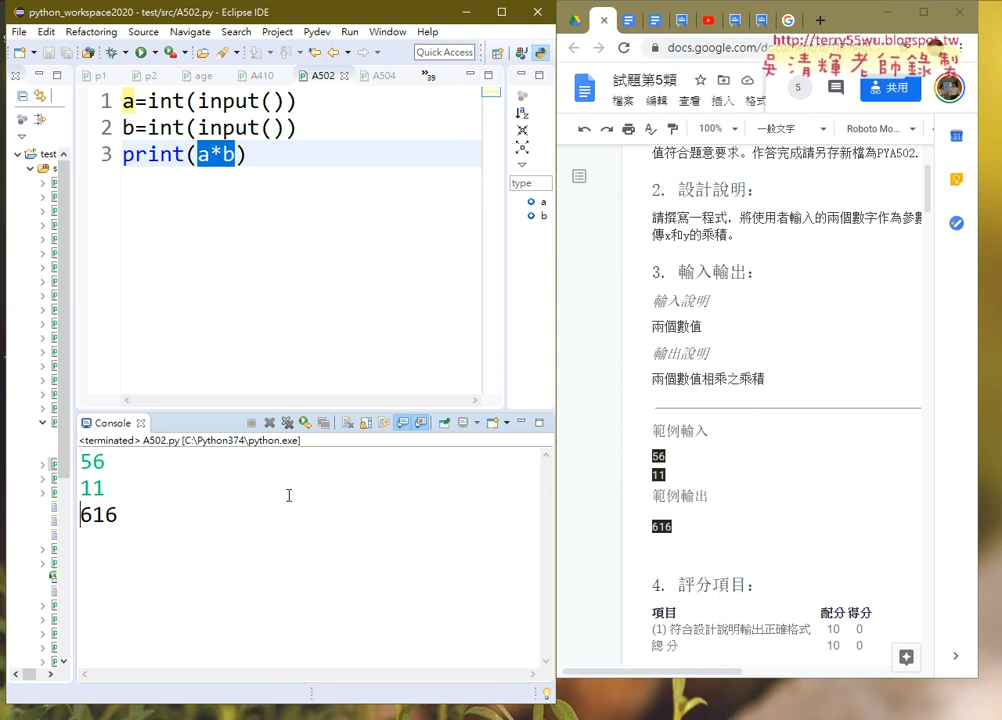 python_workspace2020 - test/src/A502.py - Eclipse IDE
File Edit Refactoring Source Navigate Search Project Pydev Run Window Help
Quick Access
p1 p2 age A410 A502 A504 39
1 a=int(input())
2 b=int(input())
3 print(a*b)
test
s
type
a
b
Console
<terminated> A502.py [C:\Python374\python.exe]
56
11
616
docs.google.com/
http://terry55wu.blogspot.tw
吳清輝老師錄製
試題第5類
檔案 編輯 查看 插入 格式
5
共用
100% 一般文字 Roboto Mo...
31
值符合題意要求。作答完成請另存新檔為PYA502.
2. 設計說明:
請撰寫一程式，將使用者輸入的兩個數字作為參數
傳x和y的乘積。
3. 輸入輸出:
輸入說明
兩個數值
輸出說明
兩個數值相乘之乘積
範例輸入
56
11
範例輸出
616
4. 評分項目:
項目 配分 得分
(1) 符合設計說明輸出正確格式 10 0
總 分 10 0